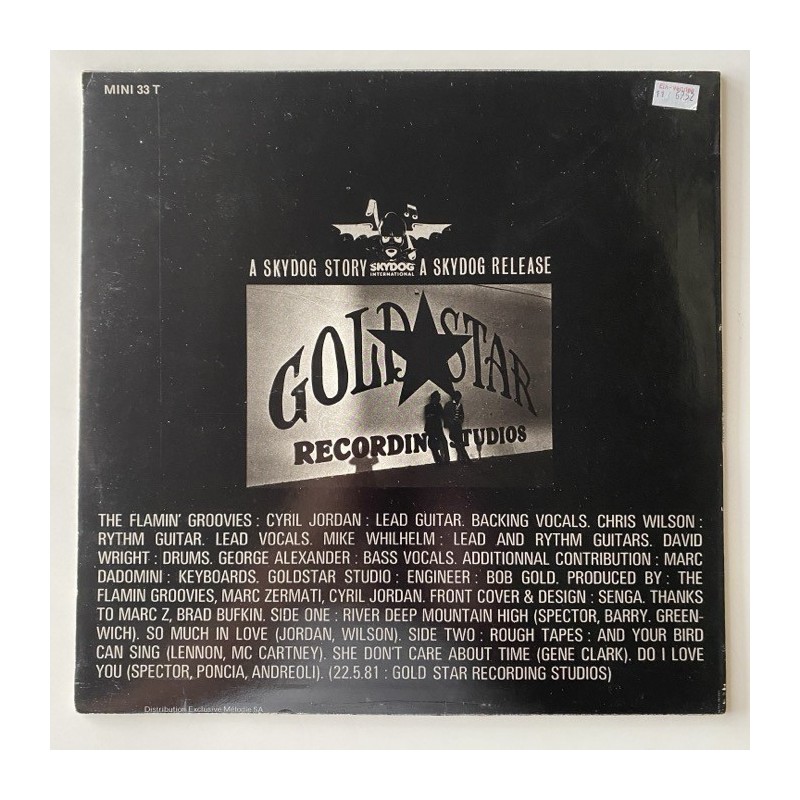 MINI 33 T
A SKYDOG STORY SKYDOG INTERNATIONAL A SKYDOG RELEASE
GOLD STAR
RECORDING STUDIOS
THE FLAMIN' GROOVIES : CYRIL JORDAN : LEAD GUITAR. BACKING VOCALS. CHRIS WILSON :
RYTHM GUITAR. LEAD VOCALS. MIKE WHILHELM : LEAD AND RYTHM GUITARS. DAVID
WRIGHT : DRUMS. GEORGE ALEXANDER : BASS VOCALS. ADDITIONNAL CONTRIBUTION : MARC
DADOMINI : KEYBOARDS. GOLDSTAR STUDIO : ENGINEER : BOB GOLD. PRODUCED BY : THE
FLAMIN GROOVIES, MARC ZERMATI, CYRIL JORDAN. FRONT COVER & DESIGN : SENGA. THANKS
TO MARC Z, BRAD BUFKIN. SIDE ONE : RIVER DEEP MOUNTAIN HIGH (SPECTOR, BARRY. GREEN-
WICH). SO MUCH IN LOVE (JORDAN, WILSON). SIDE TWO : ROUGH TAPES : AND YOUR BIRD
CAN SING (LENNON, MC CARTNEY). SHE DON'T CARE ABOUT TIME (GENE CLARK). DO I LOVE
YOU (SPECTOR, PONCIA, ANDREOLI). (22.5.81 : GOLD STAR RECORDING STUDIOS)
Distribution Exclusive Mélodie SA